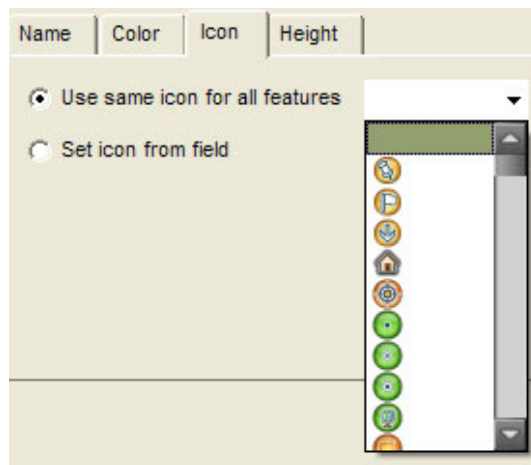 Name Color Icon Height
Use same icon for all features
Set icon from field